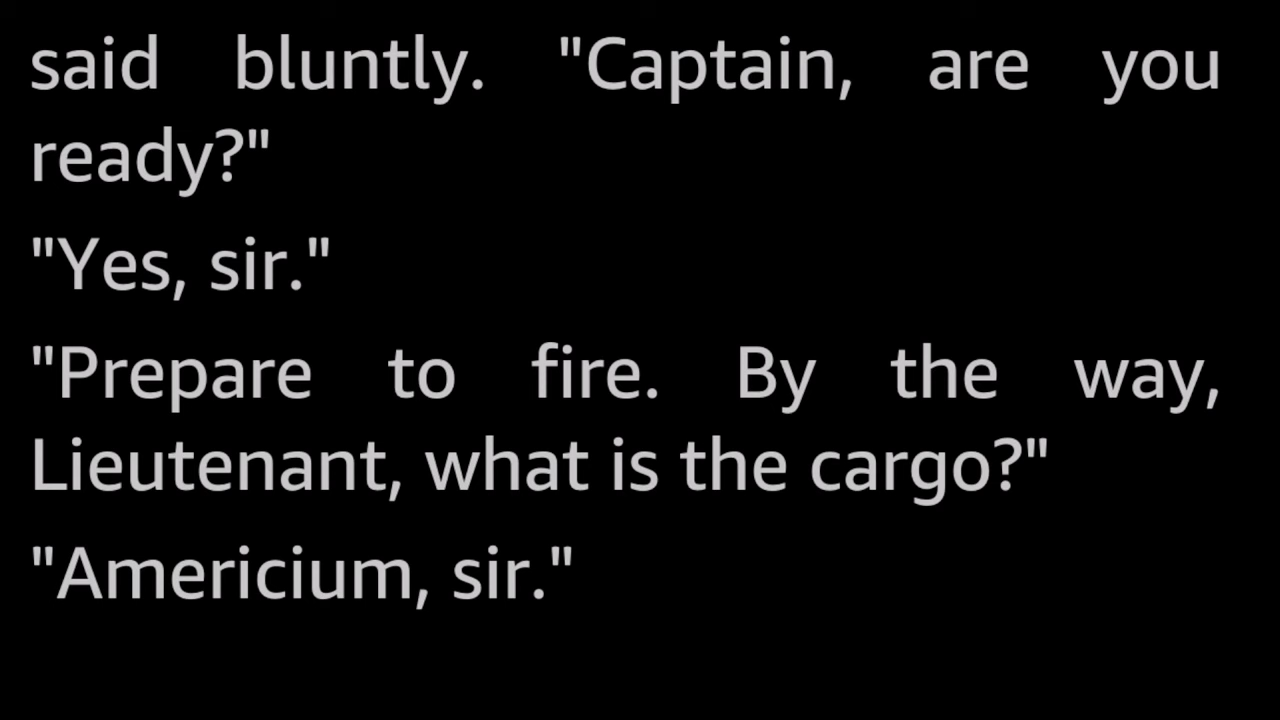 said bluntly. "Captain, are you
ready?"
"Yes, sir."
"Prepare to fire. By the way,
Lieutenant, what is the cargo?"
"Americium, sir."